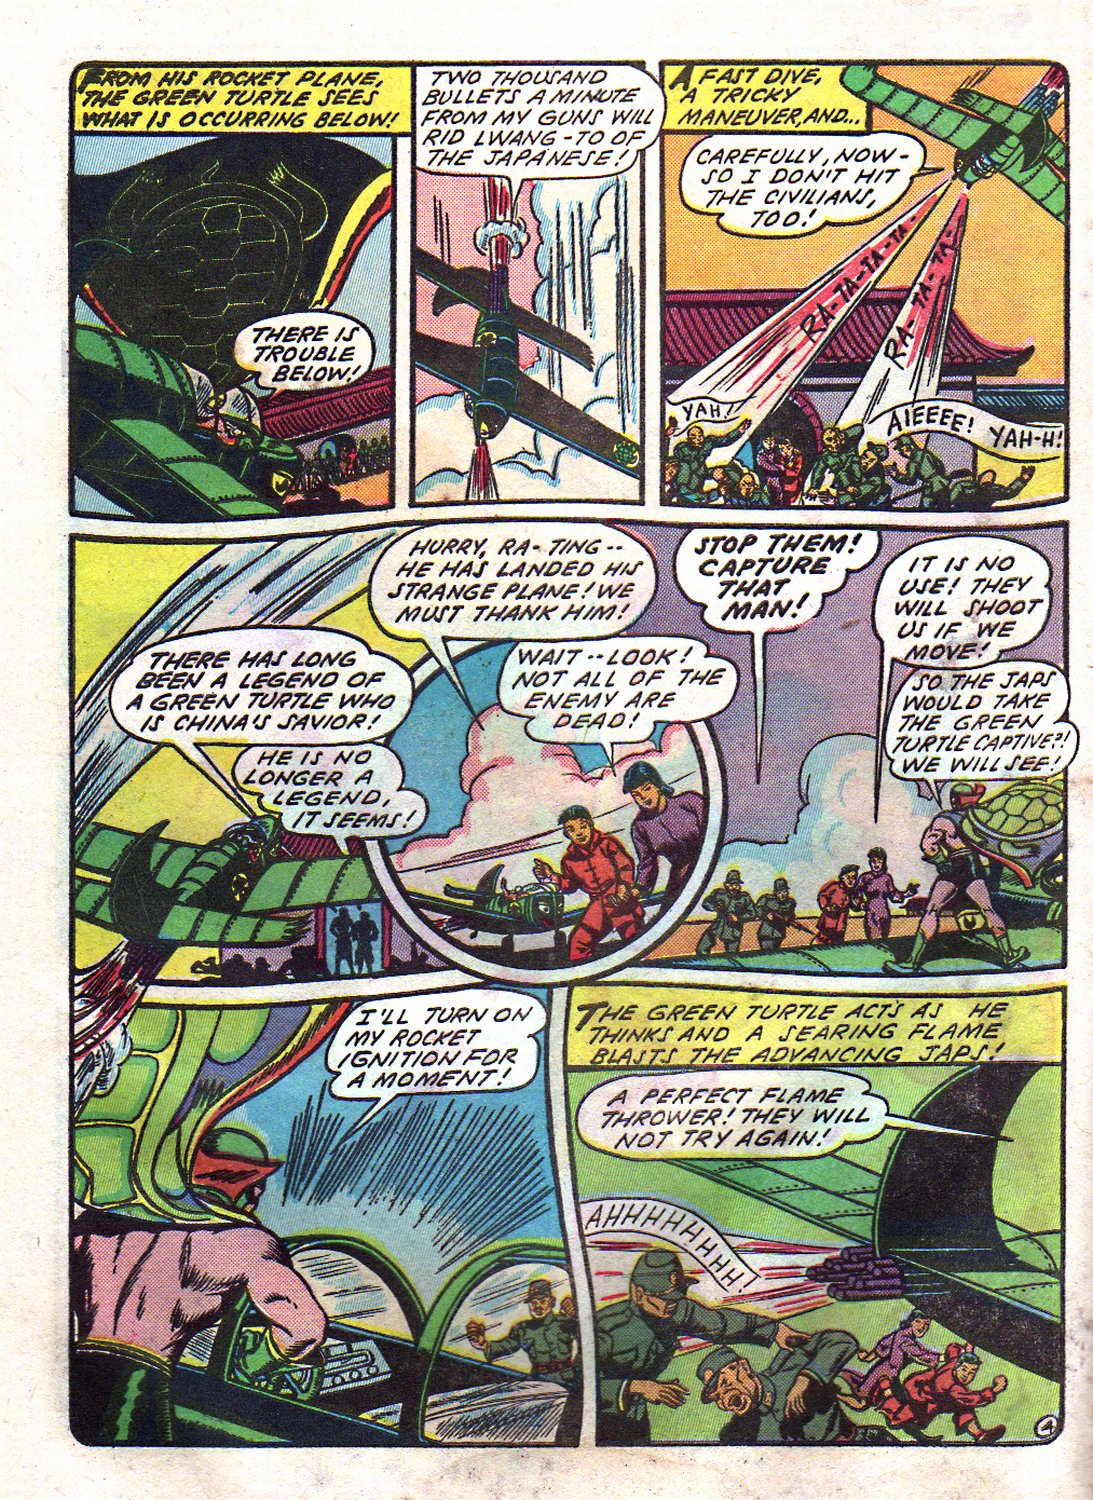 FROM HIS ROCKET PLANE,
THE GREEN TURTLE SEES
WHAT IS OCCURRING BELOW!
THERE IS
TROUBLE
BELOW!
TWO THOUSAND
BULLETS A MINUTE
FROM MY GUNS WILL
RID LWANG-TO OF
THE JAPANESE!
A FAST DIVE,
A TRICKY
MANEUVER, AND...
CAREFULLY, NOW-
SO I DON'T HIT
THE CIVILIANS,
TOO!
RA-TA-TA-TA-
RA-TA-TA-
YAH!
AIEEEE!
YAH-H!
THERE HAS LONG
BEEN A LEGEND OF
A GREEN TURTLE WHO
IS CHINA'S SAVIOR!
HE IS NO
LONGER A
LEGEND,
IT SEEMS!
HURRY, RA-TING--
HE HAS LANDED HIS
STRANGE PLANE! WE
MUST THANK HIM!
WAIT--LOOK!
NOT ALL OF THE
ENEMY ARE
DEAD!
STOP THEM!
CAPTURE
THAT
MAN!
IT IS NO
USE! THEY
WILL SHOOT
US IF WE
MOVE!
SO THE JAPS
WOULD TAKE
THE GREEN
TURTLE CAPTIVE?!
WE WILL SEE!
I'LL TURN ON
MY ROCKET
IGNITION FOR
A MOMENT!
THE GREEN TURTLE ACTS AS HE
THINKS AND A SEARING FLAME
BLASTS THE ADVANCING JAPS!
A PERFECT FLAME
THROWER! THEY WILL
NOT TRY AGAIN!
AHHHHHHHH!
4